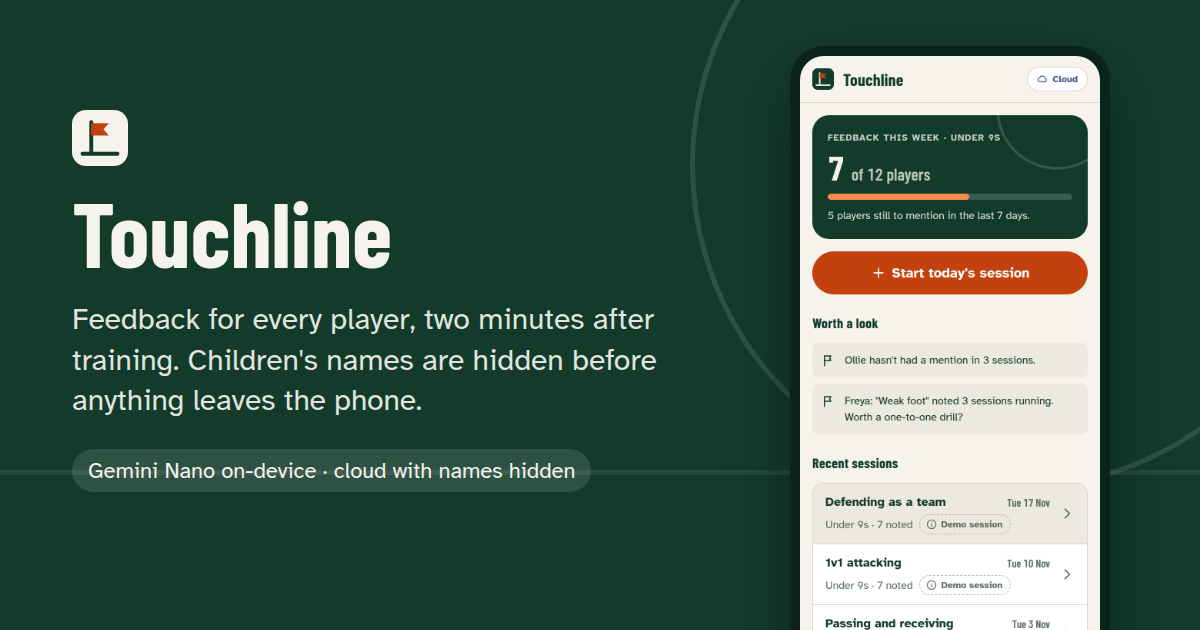 Touchline
Feedback for every player, two minutes after
training. Children's names are hidden before
anything leaves the phone.
Gemini Nano on-device · cloud with names hidden
Touchline
Cloud
FEEDBACK THIS WEEK · UNDER 9S
7 of 12 players
5 players still to mention in the last 7 days.
+ Start today's session
Worth a look
Ollie hasn't had a mention in 3 sessions.
Freya: "Weak foot" noted 3 sessions running.
Worth a one-to-one drill?
Recent sessions
Defending as a team Tue 17 Nov
Under 9s · 7 noted Demo session
1v1 attacking Tue 10 Nov
Under 9s · 7 noted Demo session
Passing and receiving Tue 3 Nov